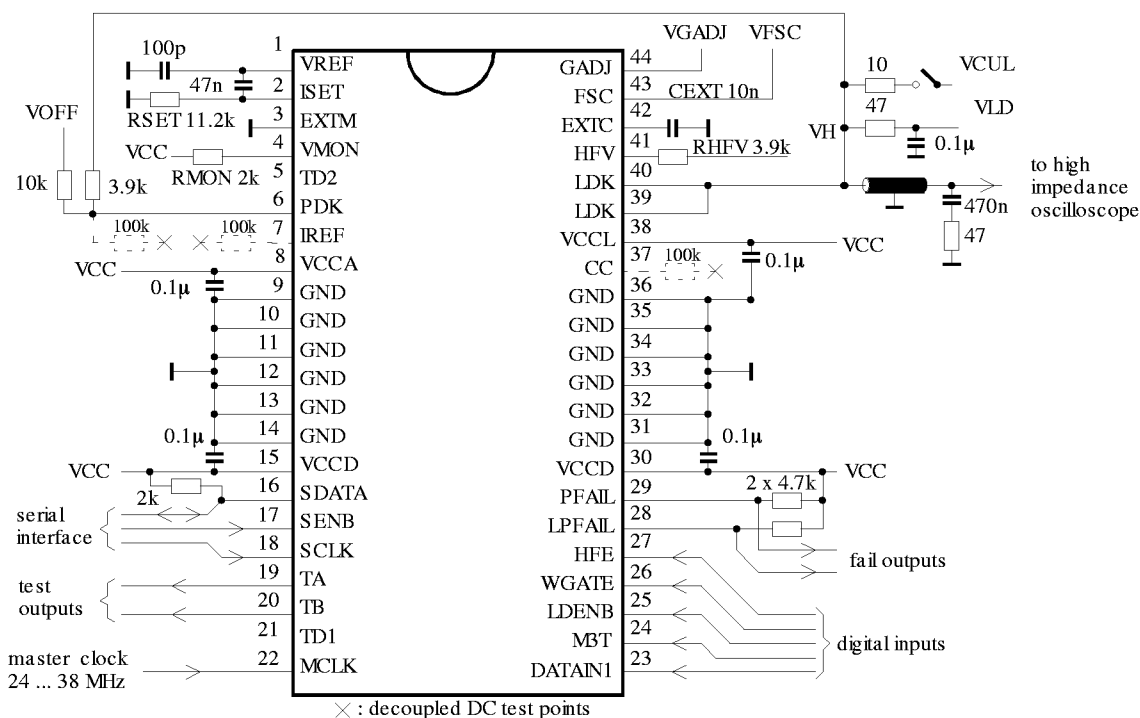 VGADJ VFSC
100p 1 VREF
44 GADJ
47n 2 ISET
43 FSC
CEXT 10n
10 VCUL
RSET 11.2k
VOFF
3 EXTM
42 EXTC
47 VLD
VH
0.1µ
VCC 4 VMON
41 HFV
RHFV 3.9k
RMON 2k
10k 3.9k
5 TD2
40 LDK
to high
impedance
oscilloscope
6 PDK
39 LDK
470n
47
100k 100k
7 IREF
38 VCCL VCC
VCC 8 VCCA
37 CC 100k
0.1µ
0.1µ
9 GND
36 GND
10 GND
35 GND
11 GND
34 GND
12 GND
33 GND
13 GND
32 GND
14 GND
31 GND
0.1µ
0.1µ
VCC 15 VCCD
30 VCCD VCC
2k
16 SDATA
29 PFAIL
2 x 4.7k
serial
interface
17 SENB
28 LPFAIL
18 SCLK
27 HFE
fail outputs
test
outputs
19 TA
26 WGATE
20 TB
25 LDENB
21 TD1
24 M3T
digital inputs
master clock
24 ... 38 MHz
22 MCLK
23 DATAIN1
: decoupled DC test points